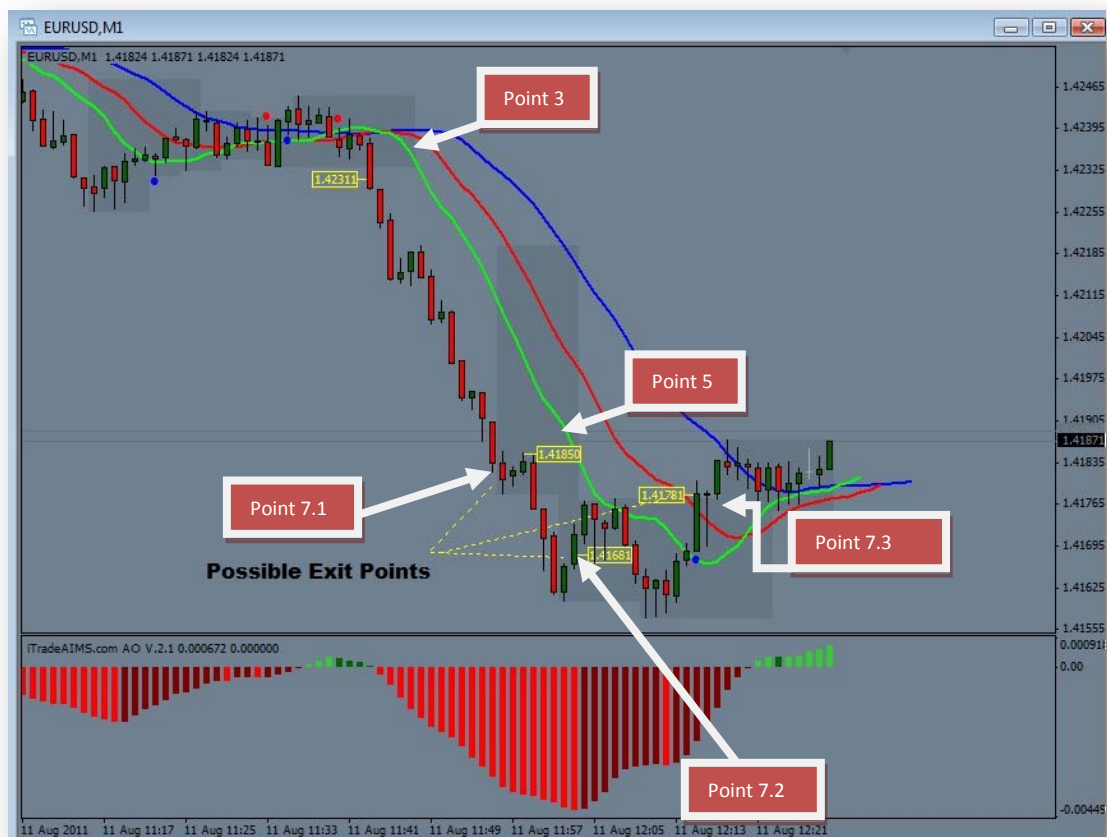 EURUSD,M1
EURUSD,M1 1.41824 1.41871 1.41824 1.41871
Point 3
1.42311
Point 5
1.41850
Point 7.1
1.41781
Point 7.3
1.41681
Possible Exit Points
1.42465
1.42395
1.42325
1.42255
1.42185
1.42115
1.42045
1.41975
1.41905
1.41871
1.41835
1.41765
1.41695
1.41625
1.41555
iTradeAIMS.com AO V.2.1 0.000672 0.000000
0.000918
0.00
-0.00445
Point 7.2
11 Aug 2011 11 Aug 11:17 11 Aug 11:25 11 Aug 11:33 11 Aug 11:41 11 Aug 11:49 11 Aug 11:57 11 Aug 12:05 11 Aug 12:13 11 Aug 12:21